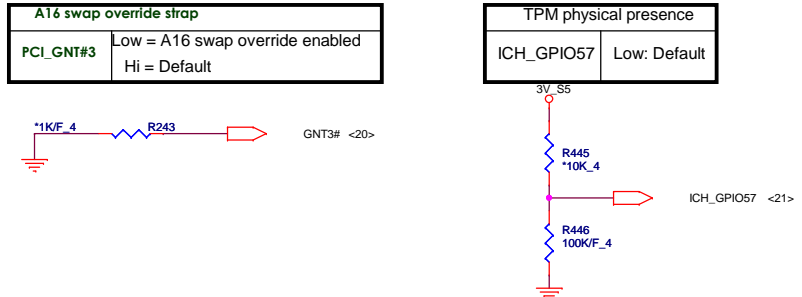 A16 swap override strap
PCI_GNT#3
Low = A16 swap override enabled
Hi = Default
*1K/F_4
R243
GNT3# <20>
TPM physical presence
ICH_GPIO57
Low: Default
3V_S5
R445
*10K_4
ICH_GPIO57 <21>
R446
100K/F_4